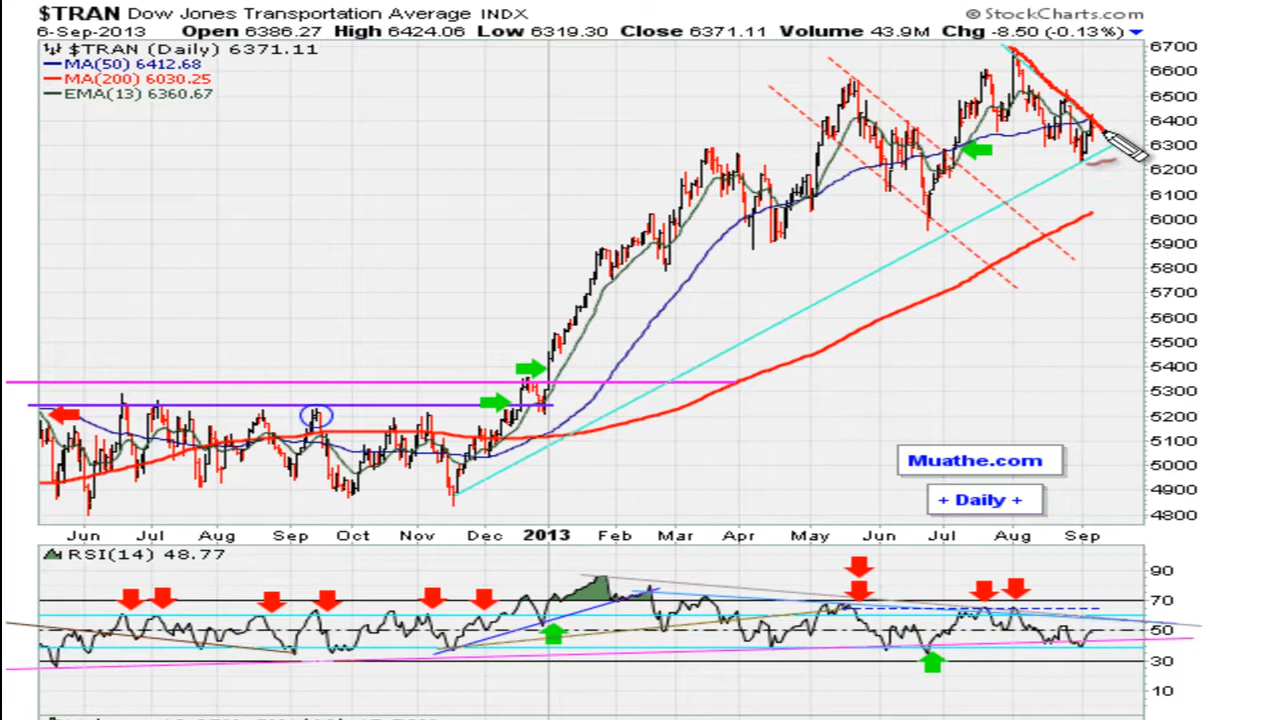 $TRAN Dow Jones Transportation Average INDX
© StockCharts.com
6-Sep-2013 Open 6386.27 High 6424.06 Low 6319.30 Close 6371.11 Volume 43.9M Chg -8.50 (-0.13%)
$TRAN (Daily) 6371.11
MA(50) 6412.68
MA(200) 6030.25
EMA(13) 6360.67
6700
6600
6500
6400
6300
6200
6100
6000
5900
5800
5700
5600
5500
5400
5300
5200
5100
5000
4900
4800
Muathe.com
+ Daily +
Jun Jul Aug Sep Oct Nov Dec 2013 Feb Mar Apr May Jun Jul Aug Sep
RSI(14) 48.77
90
70
50
30
10